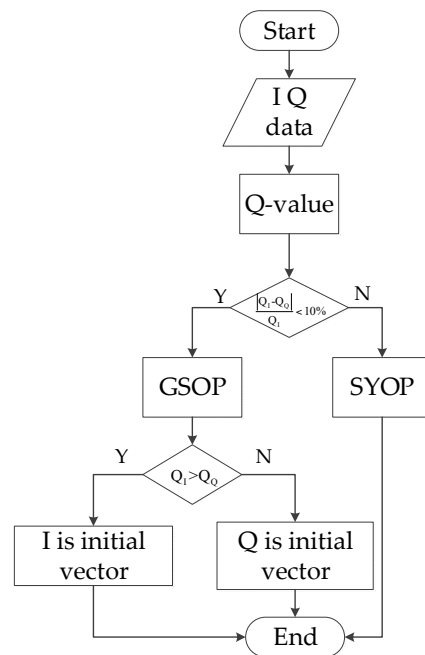 Start
I Q
data
Q-value
Y
N
|Q_I-Q_Q|
Q_I
<10%
GSOP
SYOP
Y
N
Q_I>Q_Q
I is initial
vector
Q is initial
vector
End